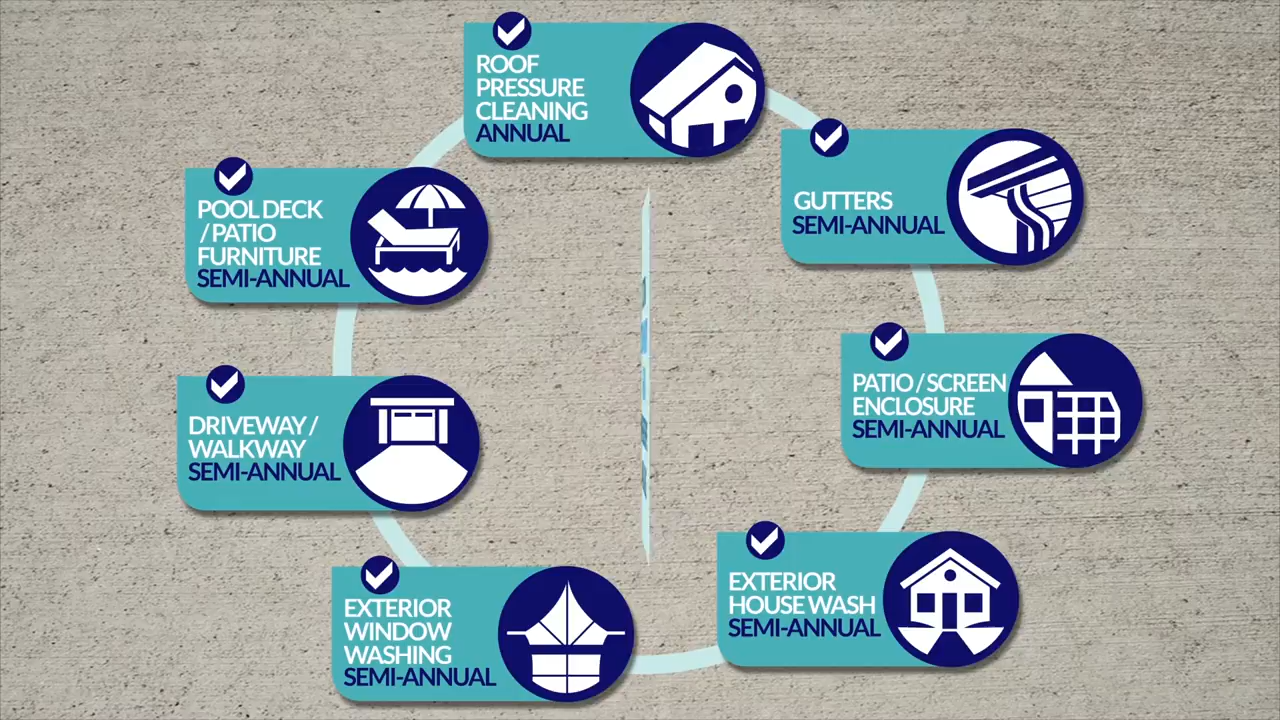 ROOF
PRESSURE
CLEANING
ANNUAL
GUTTERS
SEMI-ANNUAL
PATIO / SCREEN
ENCLOSURE
SEMI-ANNUAL
EXTERIOR
HOUSE WASH
SEMI-ANNUAL
EXTERIOR
WINDOW
WASHING
SEMI-ANNUAL
DRIVEWAY /
WALKWAY
SEMI-ANNUAL
POOL DECK
/ PATIO
FURNITURE
SEMI-ANNUAL